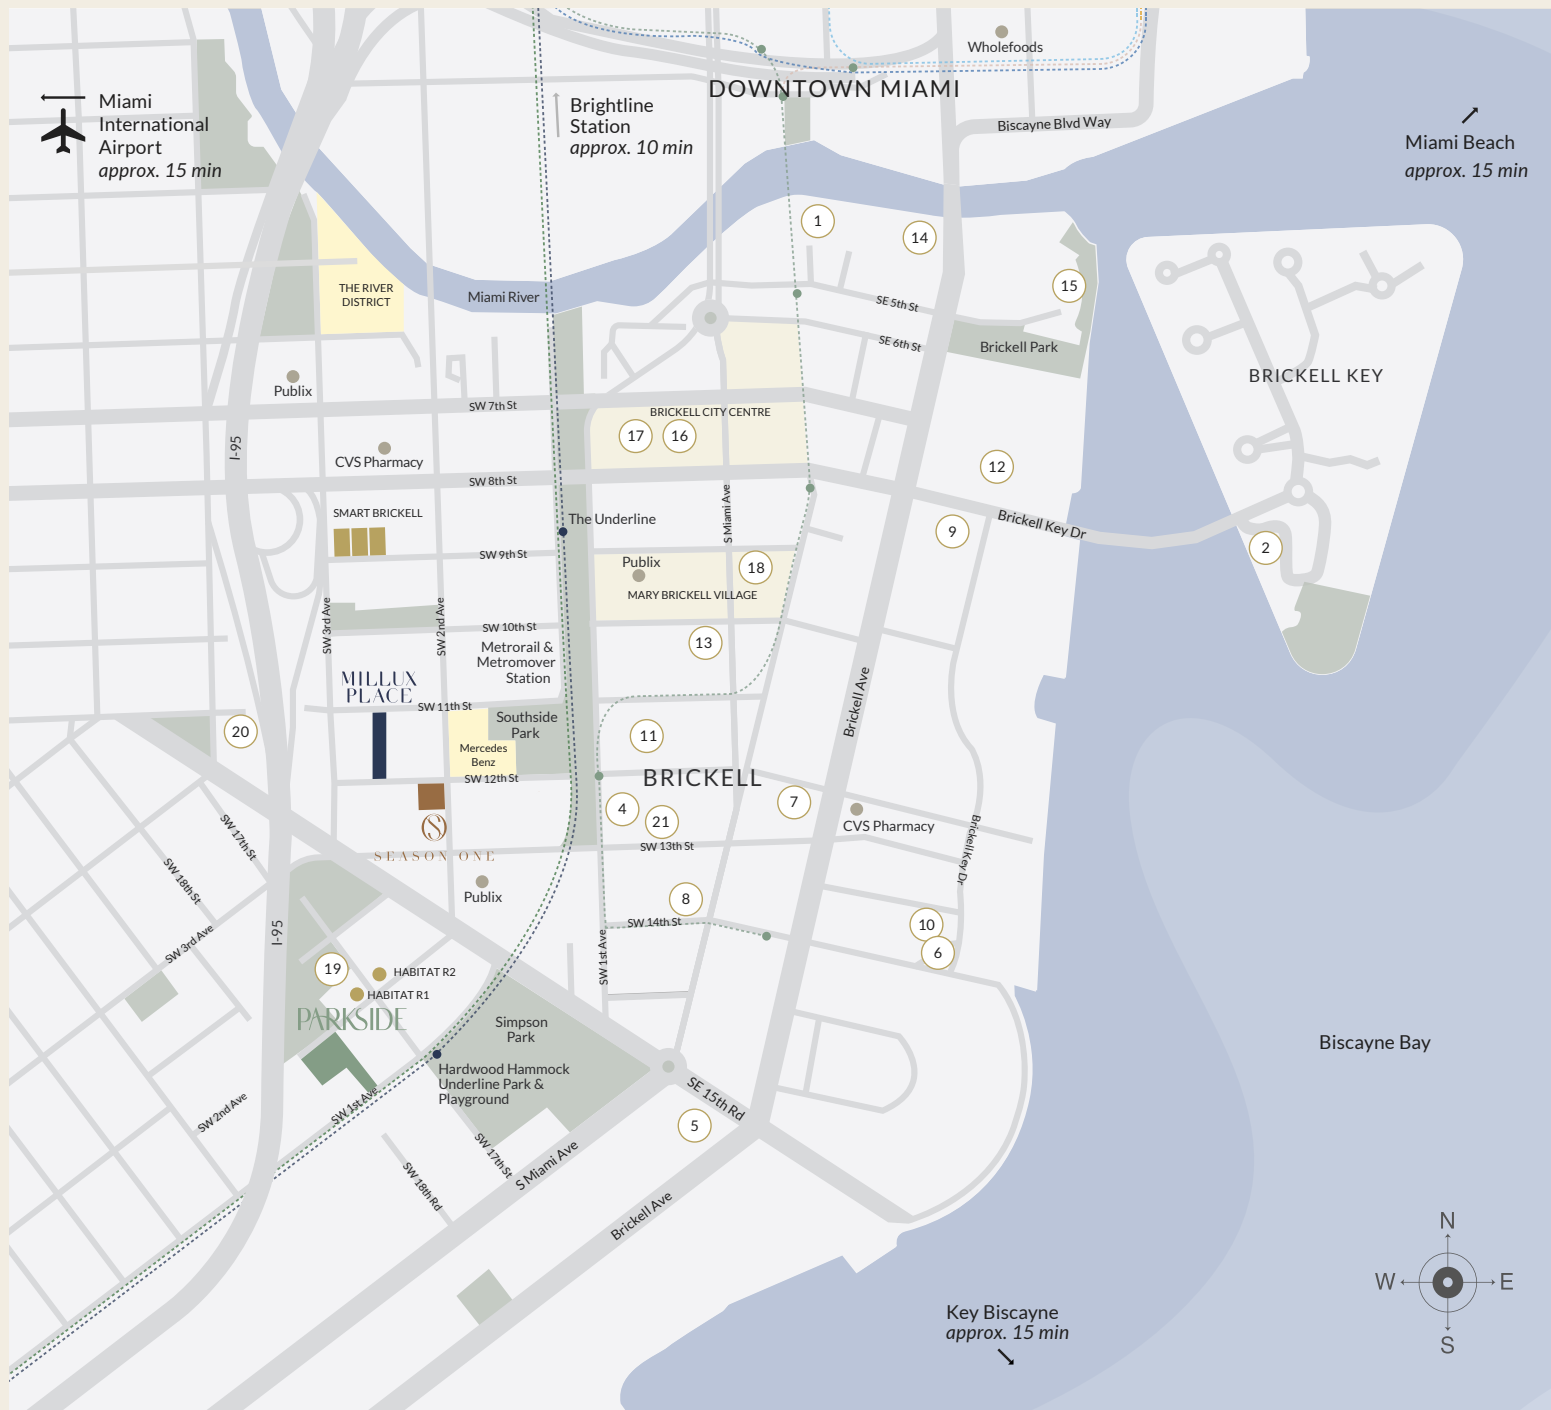 Wholefoods
DOWNTOWN MIAMI
Miami
International
Airport
approx. 15 min
Brightline
Station
approx. 10 min
Biscayne Blvd Way
Miami Beach
approx. 15 min
1
14
15
THE RIVER
DISTRICT
Miami River
SE 5th St
SE 6th St
Brickell Park
BRICKELL KEY
Publix
SW 7th St
BRICKELL CITY CENTRE
17
16
I-95
CVS Pharmacy
SW 8th St
12
SMART BRICKELL
The Underline
S Miami Ave
Brickell Key Dr
9
2
SW 9th St
Publix
18
MARY BRICKELL VILLAGE
SW 3rd Ave
SW 2nd Ave
SW 10th St
13
Metrorail &
Metromover
Station
MILLUX
PLACE
Brickell Ave
SW 11th St
Southside
Park
20
11
Mercedes
Benz
SW 12th St
BRICKELL
4
21
7
CVS Pharmacy
Brickell Key Dr
SW 17th St
SEASON ONE
SW 13th St
SW 18th St
Publix
8
SW 14th St
10
6
SW 3rd Ave
I-95
SW 1st Ave
19
HABITAT R2
HABITAT R1
PARKSIDE
Simpson
Park
Biscayne Bay
Hardwood Hammock
Underline Park &
Playground
SW 2nd Ave
SW 1st Ave
SE 15th Rd
5
SW 17th St
S Miami Ave
SW 18th Rd
Brickell Ave
N
W
E
S
Key Biscayne
approx. 15 min